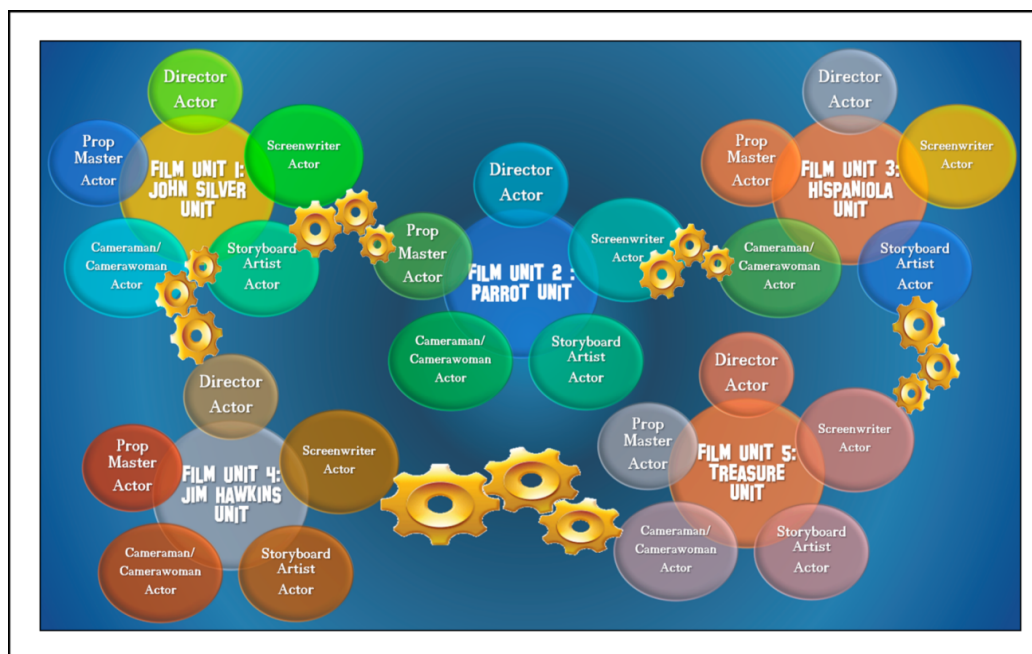 Director
Actor
Prop
Master
Actor
Screenwriter
Actor
FILM UNIT 1:
JOHN SILVER
UNIT
Cameraman/
Camerawoman
Actor
Storyboard
Artist
Actor
Director
Actor
Prop
Master
Actor
Screenwriter
Actor
FILM UNIT 2 :
PARROT UNIT
Cameraman/
Camerawoman
Actor
Storyboard
Artist
Actor
Director
Actor
Prop
Master
Actor
Screenwriter
Actor
FILM UNIT 3:
HISPANIOLA
UNIT
Cameraman/
Camerawoman
Actor
Storyboard
Artist
Actor
Director
Actor
Prop
Master
Actor
Screenwriter
Actor
FILM UNIT 4:
JIM HAWKINS
UNIT
Cameraman/
Camerawoman
Actor
Storyboard
Artist
Actor
Director
Actor
Prop
Master
Actor
Screenwriter
Actor
FILM UNIT 5:
TREASURE
UNIT
Cameraman/
Camerawoman
Actor
Storyboard
Artist
Actor